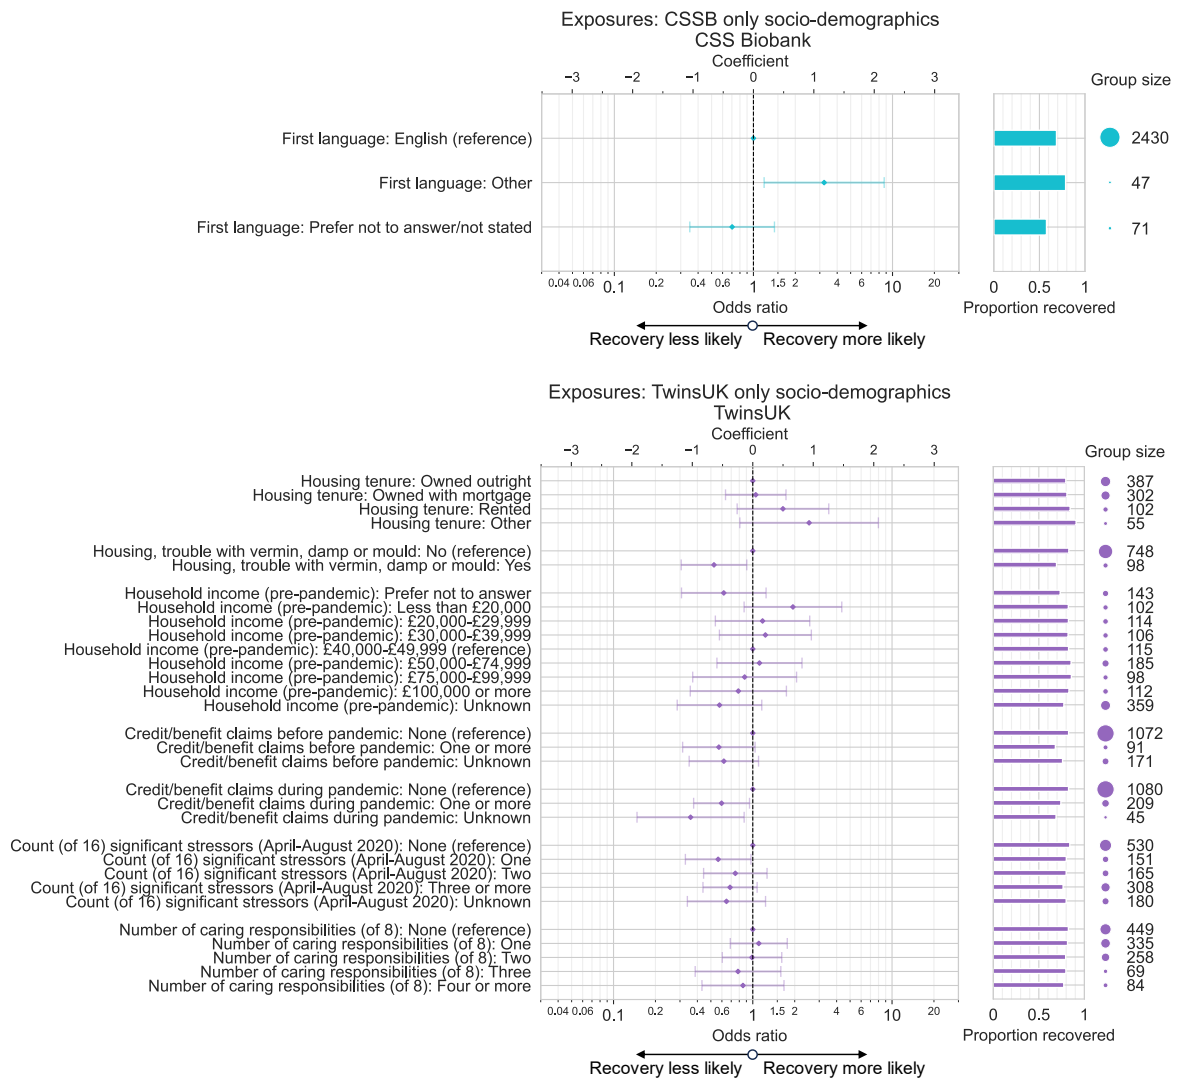 Exposures: CSSB only socio-demographics
CSS Biobank
Coefficient
−3 −2 −1 0 1 2 3
Group size
First language: English (reference) 2430
First language: Other 47
First language: Prefer not to answer/not stated 71
0.04 0.06 0.1 0.2 0.4 0.6 1 1.5 2 4 6 10 20 0 0.5 1
Odds ratio Proportion recovered
Recovery less likely Recovery more likely
Exposures: TwinsUK only socio-demographics
TwinsUK
Coefficient
−3 −2 −1 0 1 2 3
Group size
Housing tenure: Owned outright 387
Housing tenure: Owned with mortgage 302
Housing tenure: Rented 102
Housing tenure: Other 55
Housing, trouble with vermin, damp or mould: No (reference) 748
Housing, trouble with vermin, damp or mould: Yes 98
Household income (pre-pandemic): Prefer not to answer 143
Household income (pre-pandemic): Less than £20,000 102
Household income (pre-pandemic): £20,000-£29,999 114
Household income (pre-pandemic): £30,000-£39,999 106
Household income (pre-pandemic): £40,000-£49,999 (reference) 115
Household income (pre-pandemic): £50,000-£74,999 185
Household income (pre-pandemic): £75,000-£99,999 98
Household income (pre-pandemic): £100,000 or more 112
Household income (pre-pandemic): Unknown 359
Credit/benefit claims before pandemic: None (reference) 1072
Credit/benefit claims before pandemic: One or more 91
Credit/benefit claims before pandemic: Unknown 171
Credit/benefit claims during pandemic: None (reference) 1080
Credit/benefit claims during pandemic: One or more 209
Credit/benefit claims during pandemic: Unknown 45
Count (of 16) significant stressors (April-August 2020): None (reference) 530
Count (of 16) significant stressors (April-August 2020): One 151
Count (of 16) significant stressors (April-August 2020): Two 165
Count (of 16) significant stressors (April-August 2020): Three or more 308
Count (of 16) significant stressors (April-August 2020): Unknown 180
Number of caring responsibilities (of 8): None (reference) 449
Number of caring responsibilities (of 8): One 335
Number of caring responsibilities (of 8): Two 258
Number of caring responsibilities (of 8): Three 69
Number of caring responsibilities (of 8): Four or more 84
0.04 0.06 0.1 0.2 0.4 0.6 1 1.5 2 4 6 10 20 0 0.5 1
Odds ratio Proportion recovered
Recovery less likely Recovery more likely